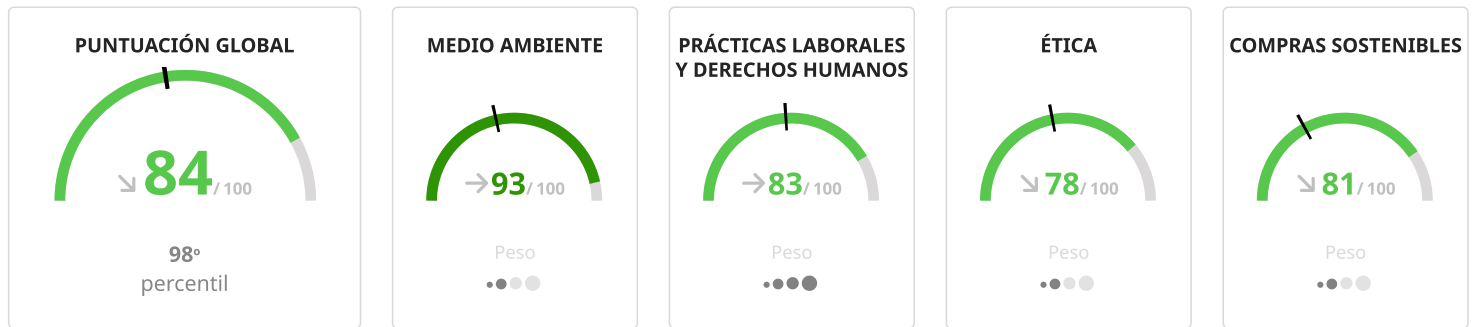 PUNTUACIÓN GLOBAL
84 / 100
98º
percentil
MEDIO AMBIENTE
93 / 100
Peso
PRÁCTICAS LABORALES
Y DERECHOS HUMANOS
83 / 100
Peso
ÉTICA
78 / 100
Peso
COMPRAS SOSTENIBLES
81 / 100
Peso